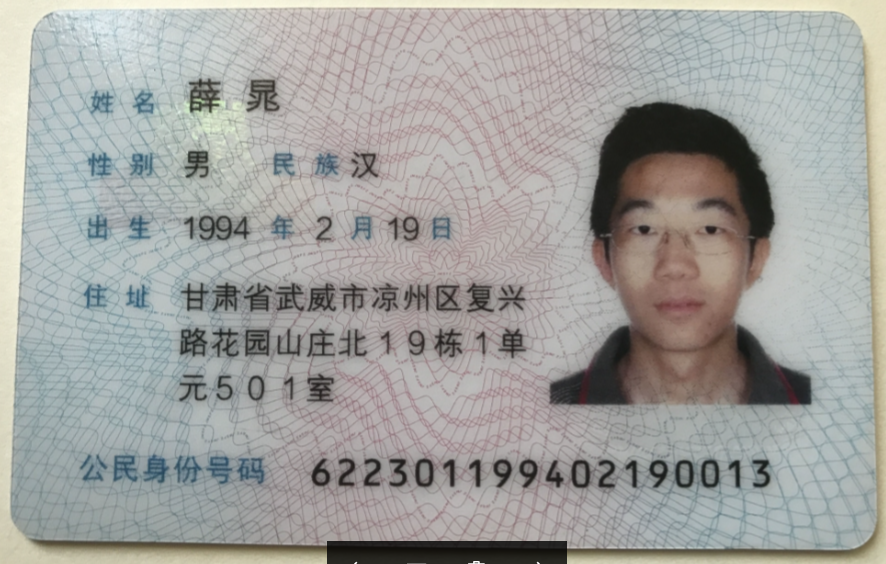 姓名 薛晁
性别 男 民族 汉
出生 1994 年 2 月 19 日
住址 甘肃省武威市凉州区复兴
路花园山庄北19栋1单
元501室
公民身份号码 622301199402190013